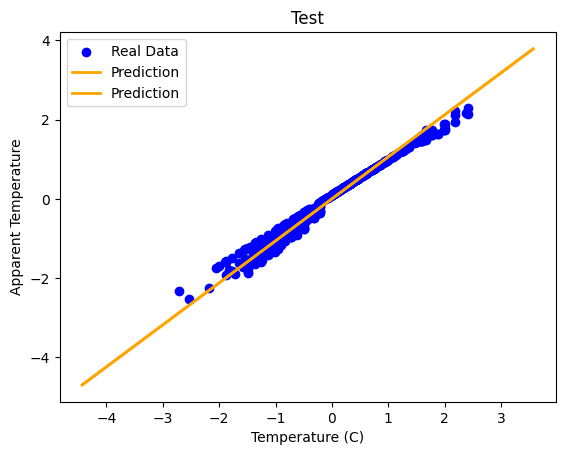 Test
Real Data
Prediction
Prediction
4
2
0
−2
−4
Apparent Temperature
−4
−3
−2
−1
0
1
2
3
Temperature (C)